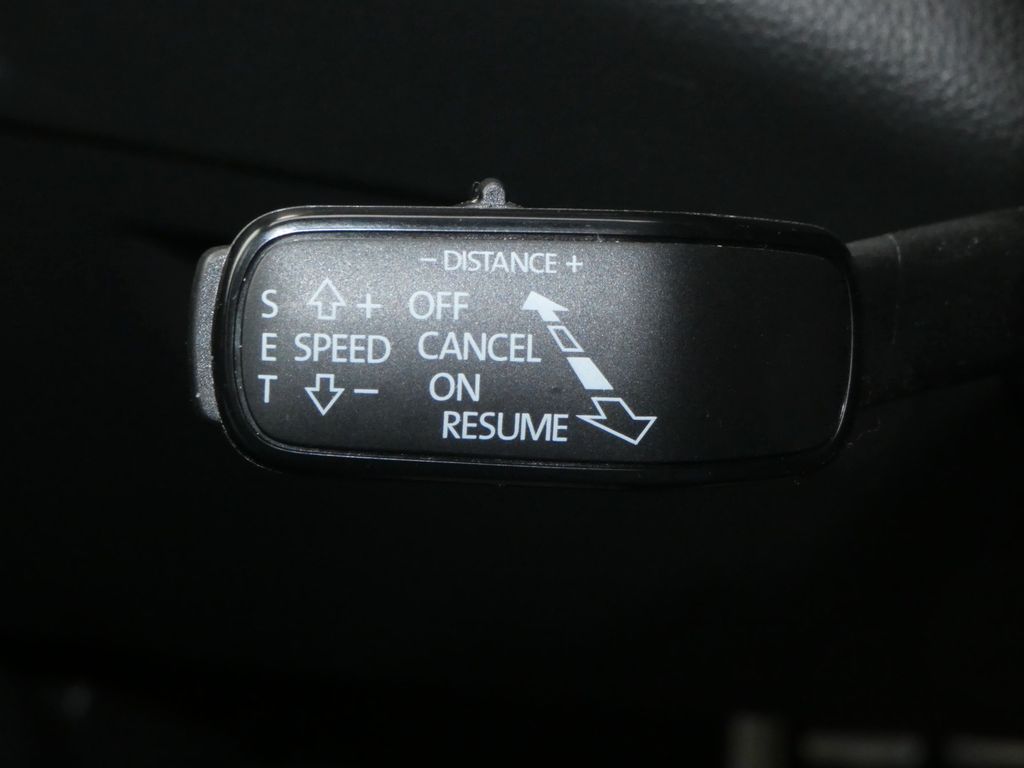 – DISTANCE +
S + OFF
E SPEED CANCEL
T – ON
RESUME